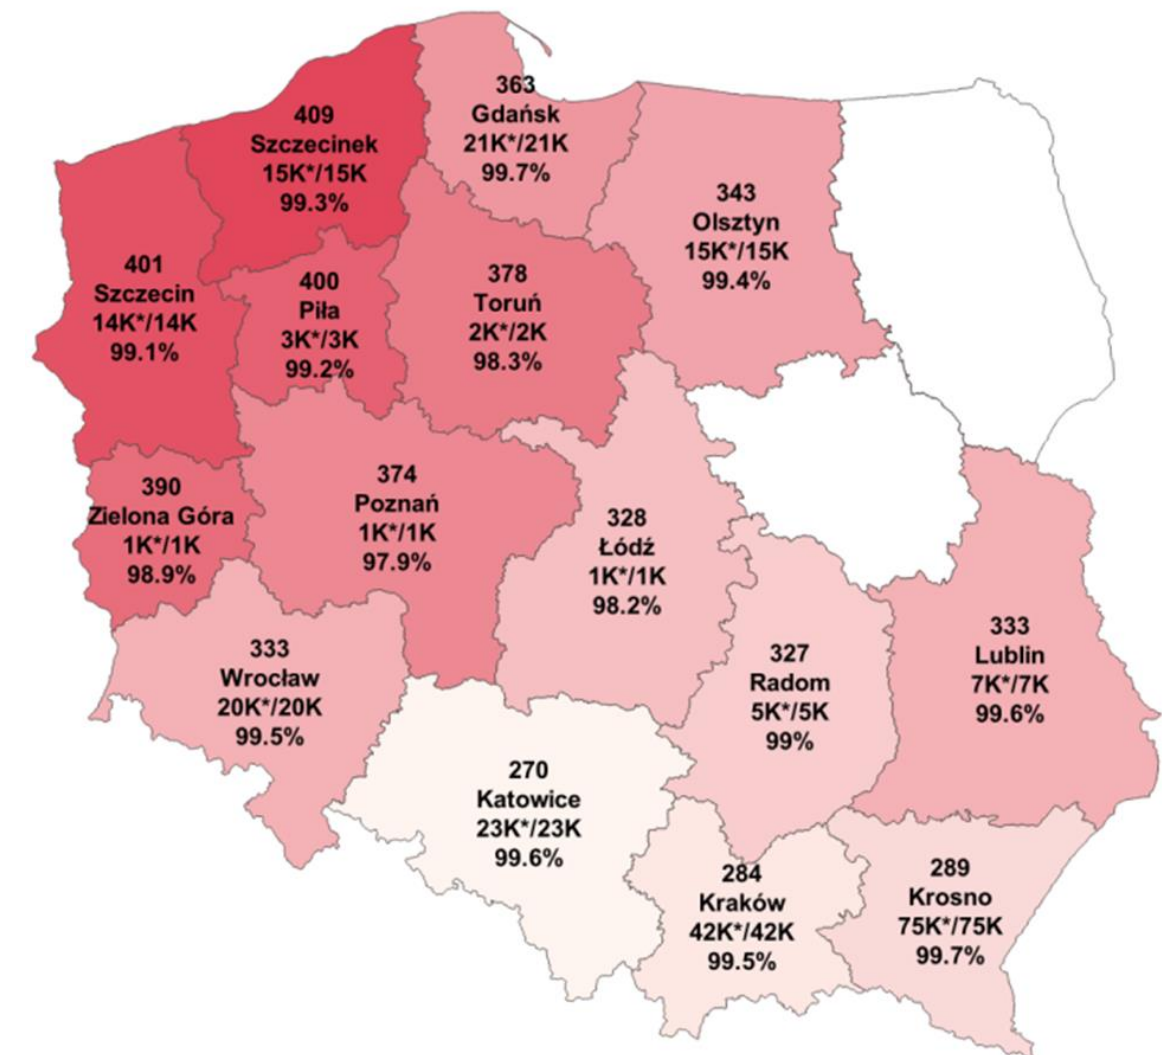 363
Gdańsk
21K*/21K
99.7%
409
Szczecinek
15K*/15K
99.3%
343
Olsztyn
15K*/15K
99.4%
401
Szczecin
14K*/14K
99.1%
400
Piła
3K*/3K
99.2%
378
Toruń
2K*/2K
98.3%
390
Zielona Góra
1K*/1K
98.9%
374
Poznań
1K*/1K
97.9%
328
Łódź
1K*/1K
98.2%
333
Wrocław
20K*/20K
99.5%
327
Radom
5K*/5K
99%
333
Lublin
7K*/7K
99.6%
270
Katowice
23K*/23K
99.6%
284
Kraków
42K*/42K
99.5%
289
Krosno
75K*/75K
99.7%